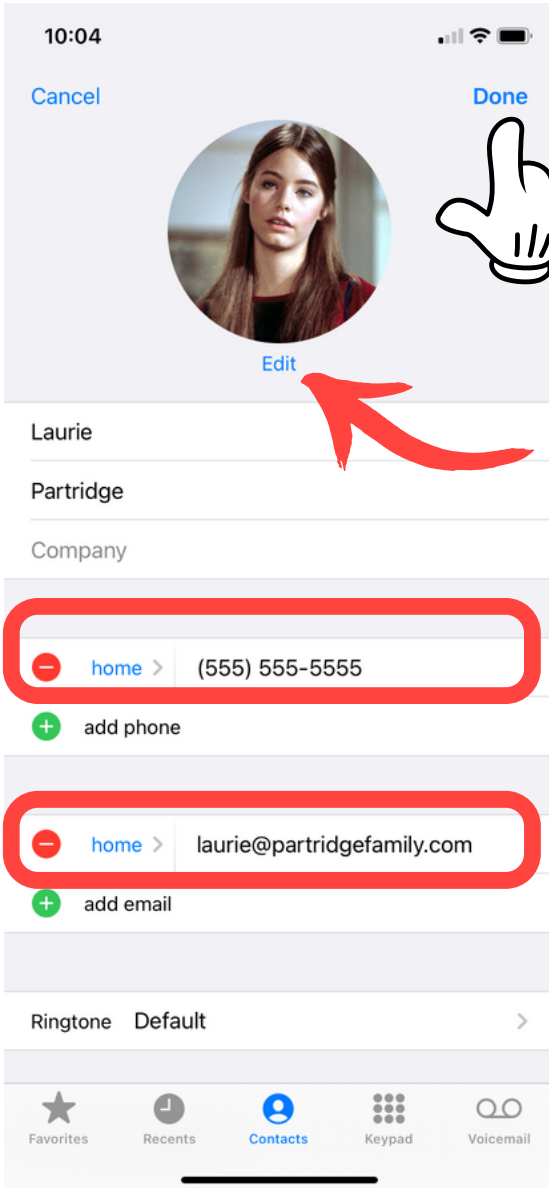 10:04
Cancel
Done
Edit
Laurie
Partridge
Company
home (555) 555-5555
add phone
home laurie@partridgefamily.com
add email
Ringtone Default
Favorites Recents Contacts Keypad Voicemail